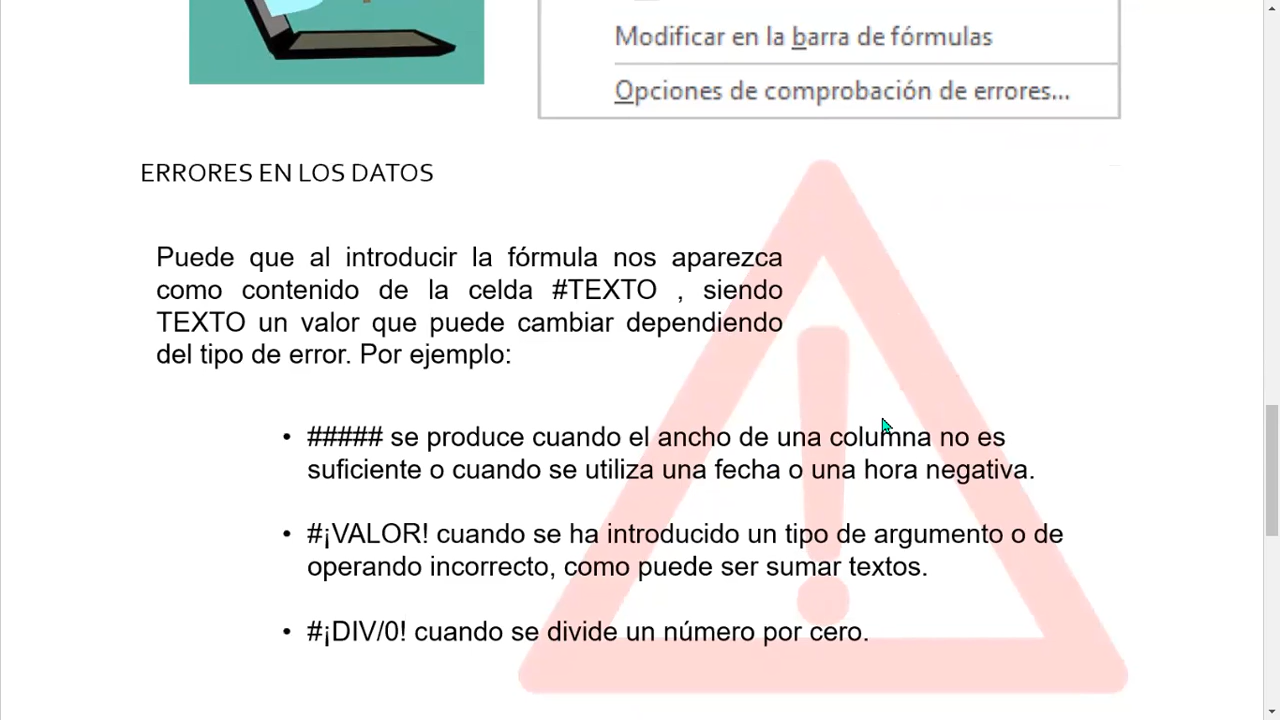 Modificar en la barra de fórmulas
Opciones de comprobación de errores...
ERRORES EN LOS DATOS
Puede que al introducir la fórmula nos aparezca
como contenido de la celda #TEXTO , siendo
TEXTO un valor que puede cambiar dependiendo
del tipo de error. Por ejemplo:
• ##### se produce cuando el ancho de una columna no es
suficiente o cuando se utiliza una fecha o una hora negativa.
• #¡VALOR! cuando se ha introducido un tipo de argumento o de
operando incorrecto, como puede ser sumar textos.
• #¡DIV/0! cuando se divide un número por cero.